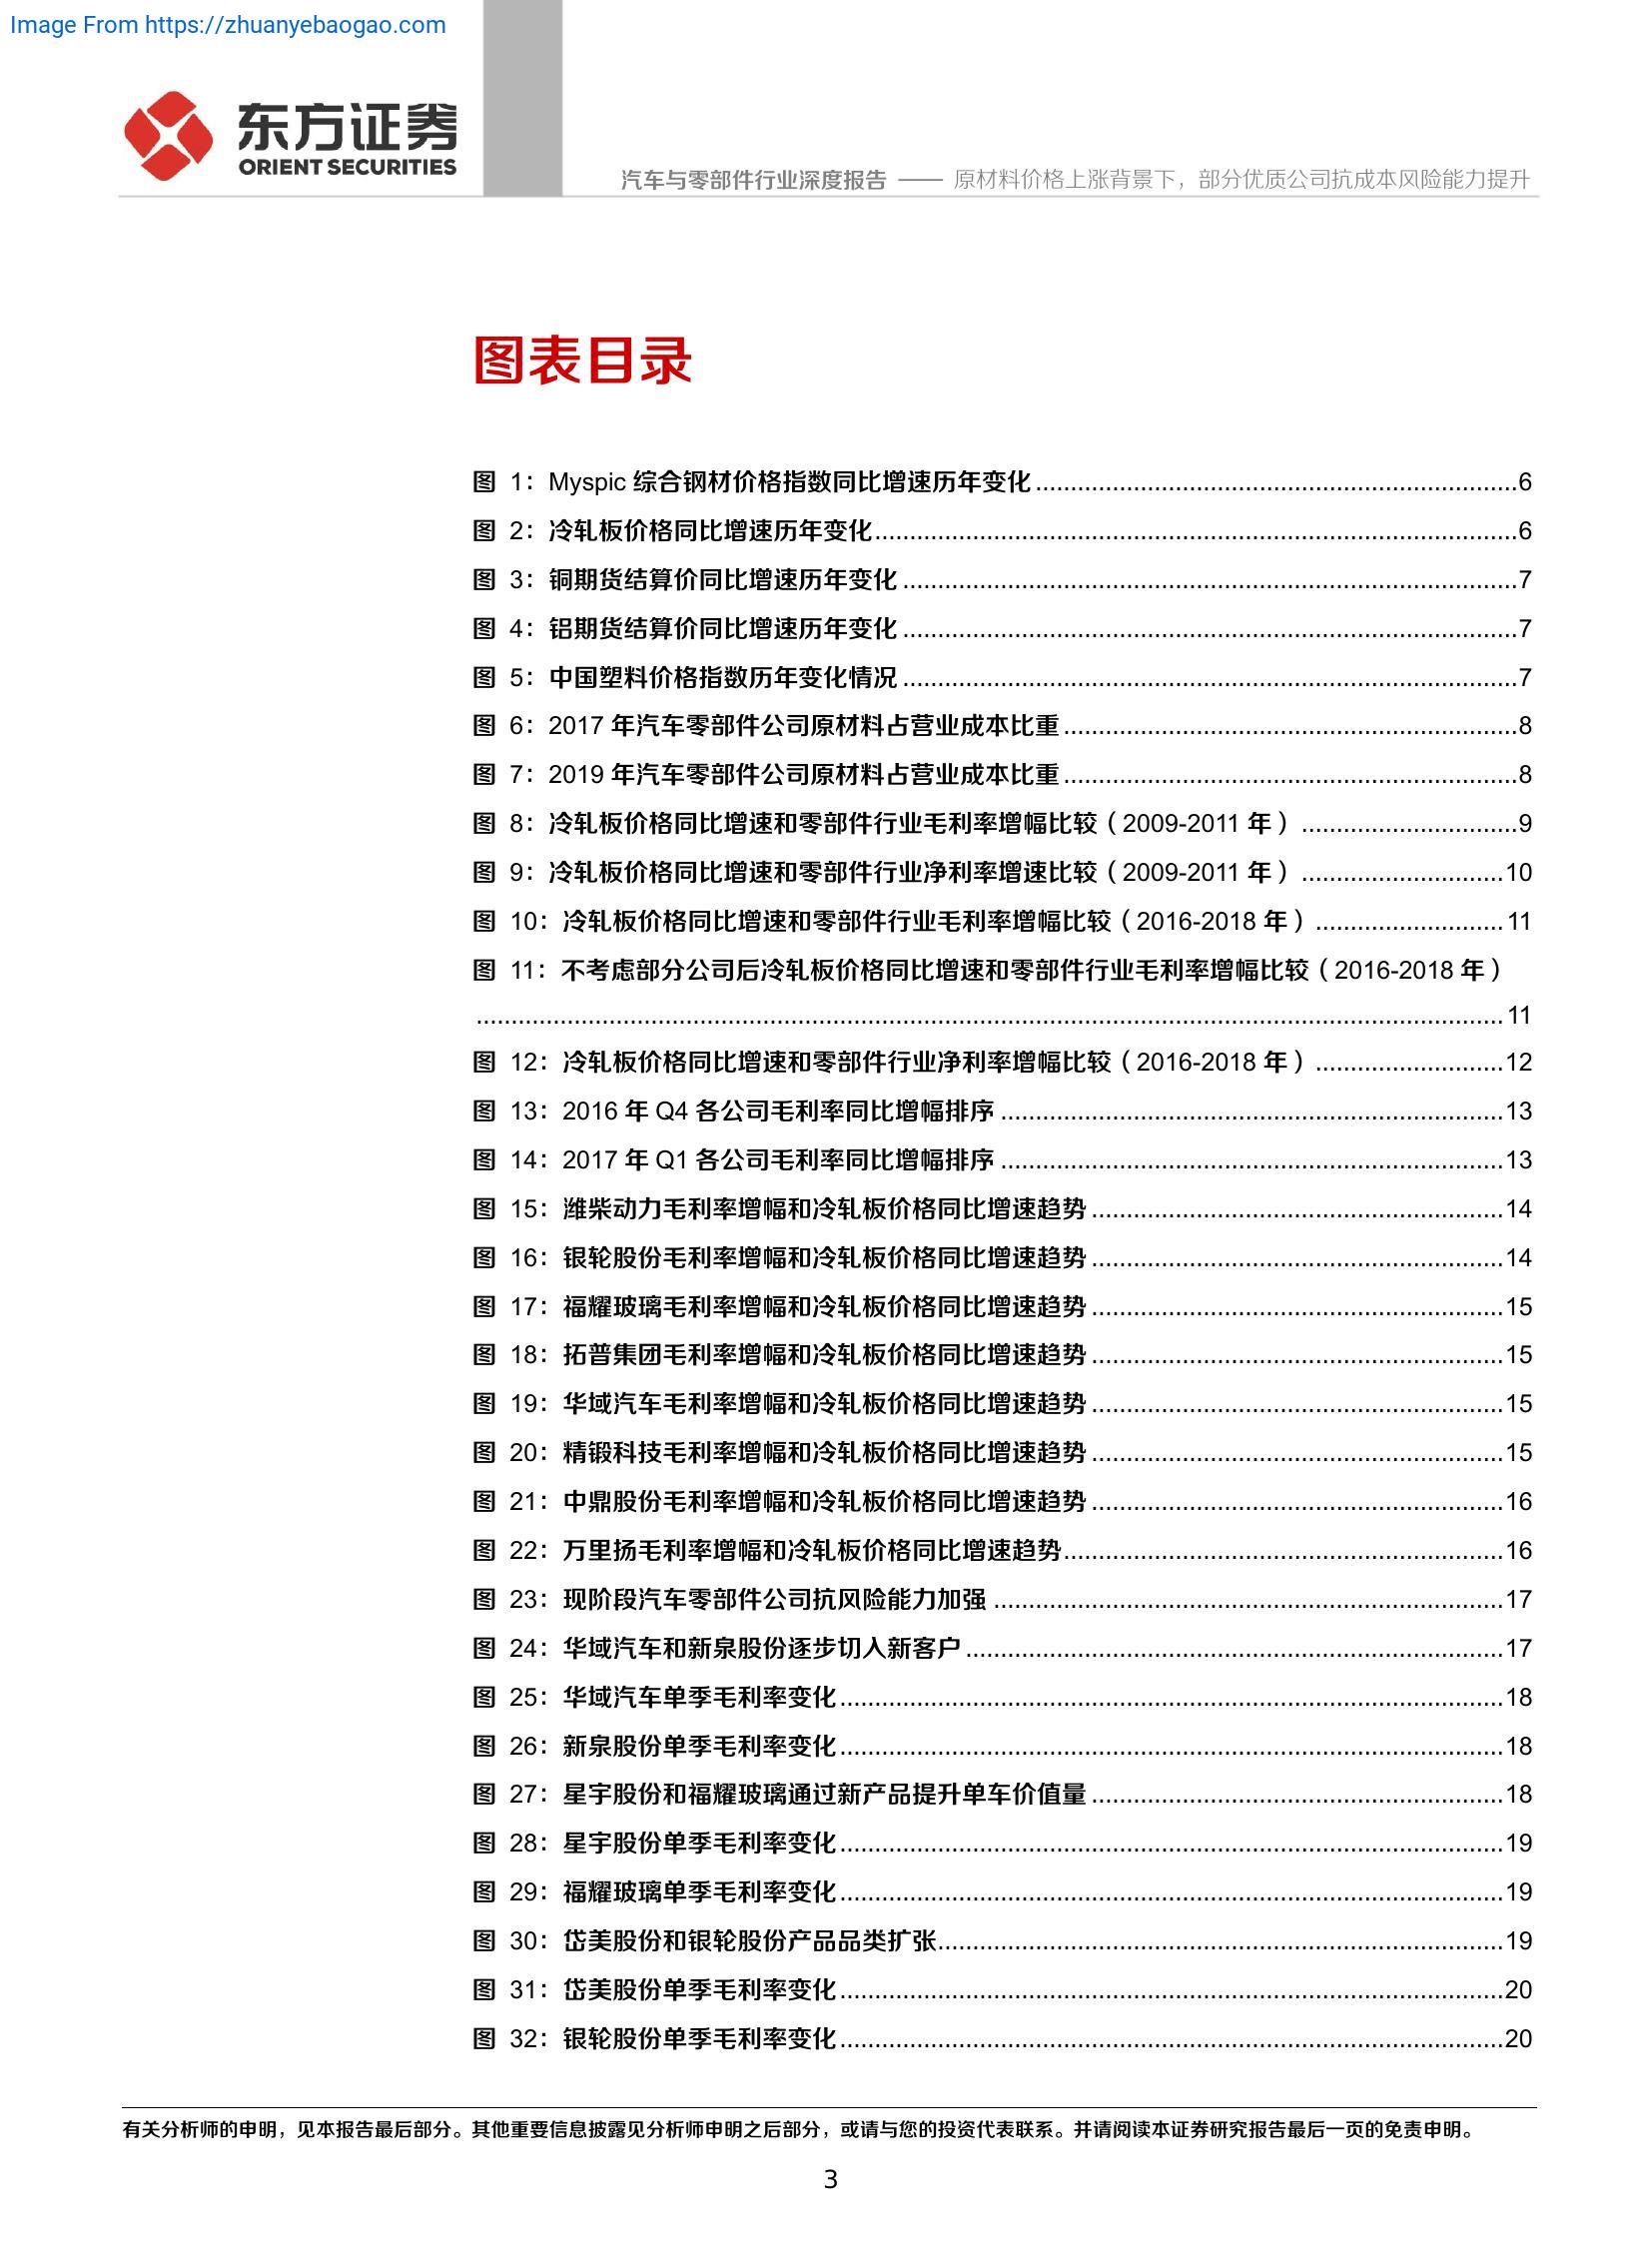 Image From https://zhuanyebaogao.com
东方证券
ORIENT SECURITIES
汽车与零部件行业深度报告 —— 原材料价格上涨背景下，部分优质公司抗成本风险能力提升
图表目录
图 1：Myspic 综合钢材价格指数同比增速历年变化........................................................................6
图 2：冷轧板价格同比增速历年变化........................................................................6
图 3：铜期货结算价同比增速历年变化........................................................................7
图 4：铝期货结算价同比增速历年变化........................................................................7
图 5：中国塑料价格指数历年变化情况........................................................................7
图 6：2017 年汽车零部件公司原材料占营业成本比重........................................................................8
图 7：2019 年汽车零部件公司原材料占营业成本比重........................................................................8
图 8：冷轧板价格同比增速和零部件行业毛利率增幅比较（2009-2011 年）...............................9
图 9：冷轧板价格同比增速和零部件行业净利率增速比较（2009-2011 年）.............................10
图 10：冷轧板价格同比增速和零部件行业毛利率增幅比较（2016-2018 年）...........................11
图 11：不考虑部分公司后冷轧板价格同比增速和零部件行业毛利率增幅比较（2016-2018 年）
........................................................................11
图 12：冷轧板价格同比增速和零部件行业净利率增幅比较（2016-2018 年）...........................12
图 13：2016 年 Q4 各公司毛利率同比增幅排序........................................................................13
图 14：2017 年 Q1 各公司毛利率同比增幅排序........................................................................13
图 15：潍柴动力毛利率增幅和冷轧板价格同比增速趋势...........................................................14
图 16：银轮股份毛利率增幅和冷轧板价格同比增速趋势...........................................................14
图 17：福耀玻璃毛利率增幅和冷轧板价格同比增速趋势...........................................................15
图 18：拓普集团毛利率增幅和冷轧板价格同比增速趋势...........................................................15
图 19：华域汽车毛利率增幅和冷轧板价格同比增速趋势...........................................................15
图 20：精锻科技毛利率增幅和冷轧板价格同比增速趋势...........................................................15
图 21：中鼎股份毛利率增幅和冷轧板价格同比增速趋势...........................................................16
图 22：万里扬毛利率增幅和冷轧板价格同比增速趋势...............................................................16
图 23：现阶段汽车零部件公司抗风险能力加强........................................................................17
图 24：华域汽车和新泉股份逐步切入新客户........................................................................17
图 25：华域汽车单季毛利率变化........................................................................18
图 26：新泉股份单季毛利率变化........................................................................18
图 27：星宇股份和福耀玻璃通过新产品提升单车价值量...........................................................18
图 28：星宇股份单季毛利率变化........................................................................19
图 29：福耀玻璃单季毛利率变化........................................................................19
图 30：岱美股份和银轮股份产品品类扩张........................................................................19
图 31：岱美股份单季毛利率变化........................................................................20
图 32：银轮股份单季毛利率变化........................................................................20
有关分析师的申明，见本报告最后部分。其他重要信息披露见分析师申明之后部分，或请与您的投资代表联系。并请阅读本证券研究报告最后一页的免责申明。
3